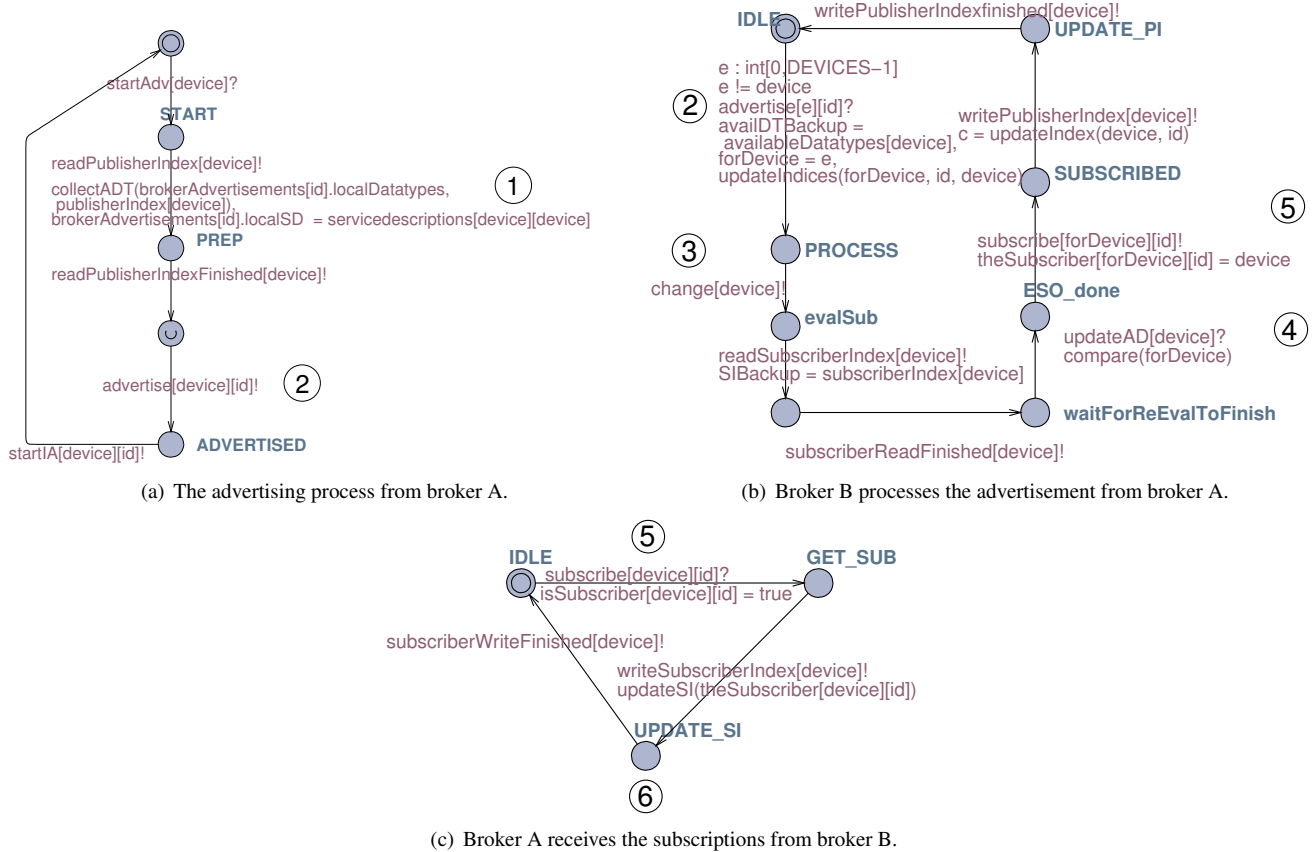 startAdv[device]?
START
readPublisherIndex[device]!
collectADT(brokerAdvertisements[id].localDatatypes,
publisherIndex[device]),
brokerAdvertisements[id].localSD = servicedescriptions[device][device]
1
PREP
readPublisherIndexFinished[device]!
advertise[device][id]!
2
startIA[device][id]!
ADVERTISED
(a) The advertising process from broker A.
IDLE
writePublisherIndexfinished[device]!
UPDATE_PI
e : int[0,DEVICES−1]
e != device
2
advertise[e][id]?
availDTBackup =
availableDatatypes[device],
forDevice = e,
updateIndices(forDevice, id, device)
writePublisherIndex[device]!
c = updateIndex(device, id)
SUBSCRIBED
5
3
PROCESS
subscribe[forDevice][id]!
theSubscriber[forDevice][id] = device
change[device]!
ESO_done
evalSub
4
updateAD[device]?
compare(forDevice)
readSubscriberIndex[device]!
SIBackup = subscriberIndex[device]
waitForReEvalToFinish
subscriberReadFinished[device]!
(b) Broker B processes the advertisement from broker A.
5
IDLE
GET_SUB
subscribe[device][id]?
isSubscriber[device][id] = true
subscriberWriteFinished[device]!
writeSubscriberIndex[device]!
updateSI(theSubscriber[device][id])
UPDATE_SI
6
(c) Broker A receives the subscriptions from broker B.